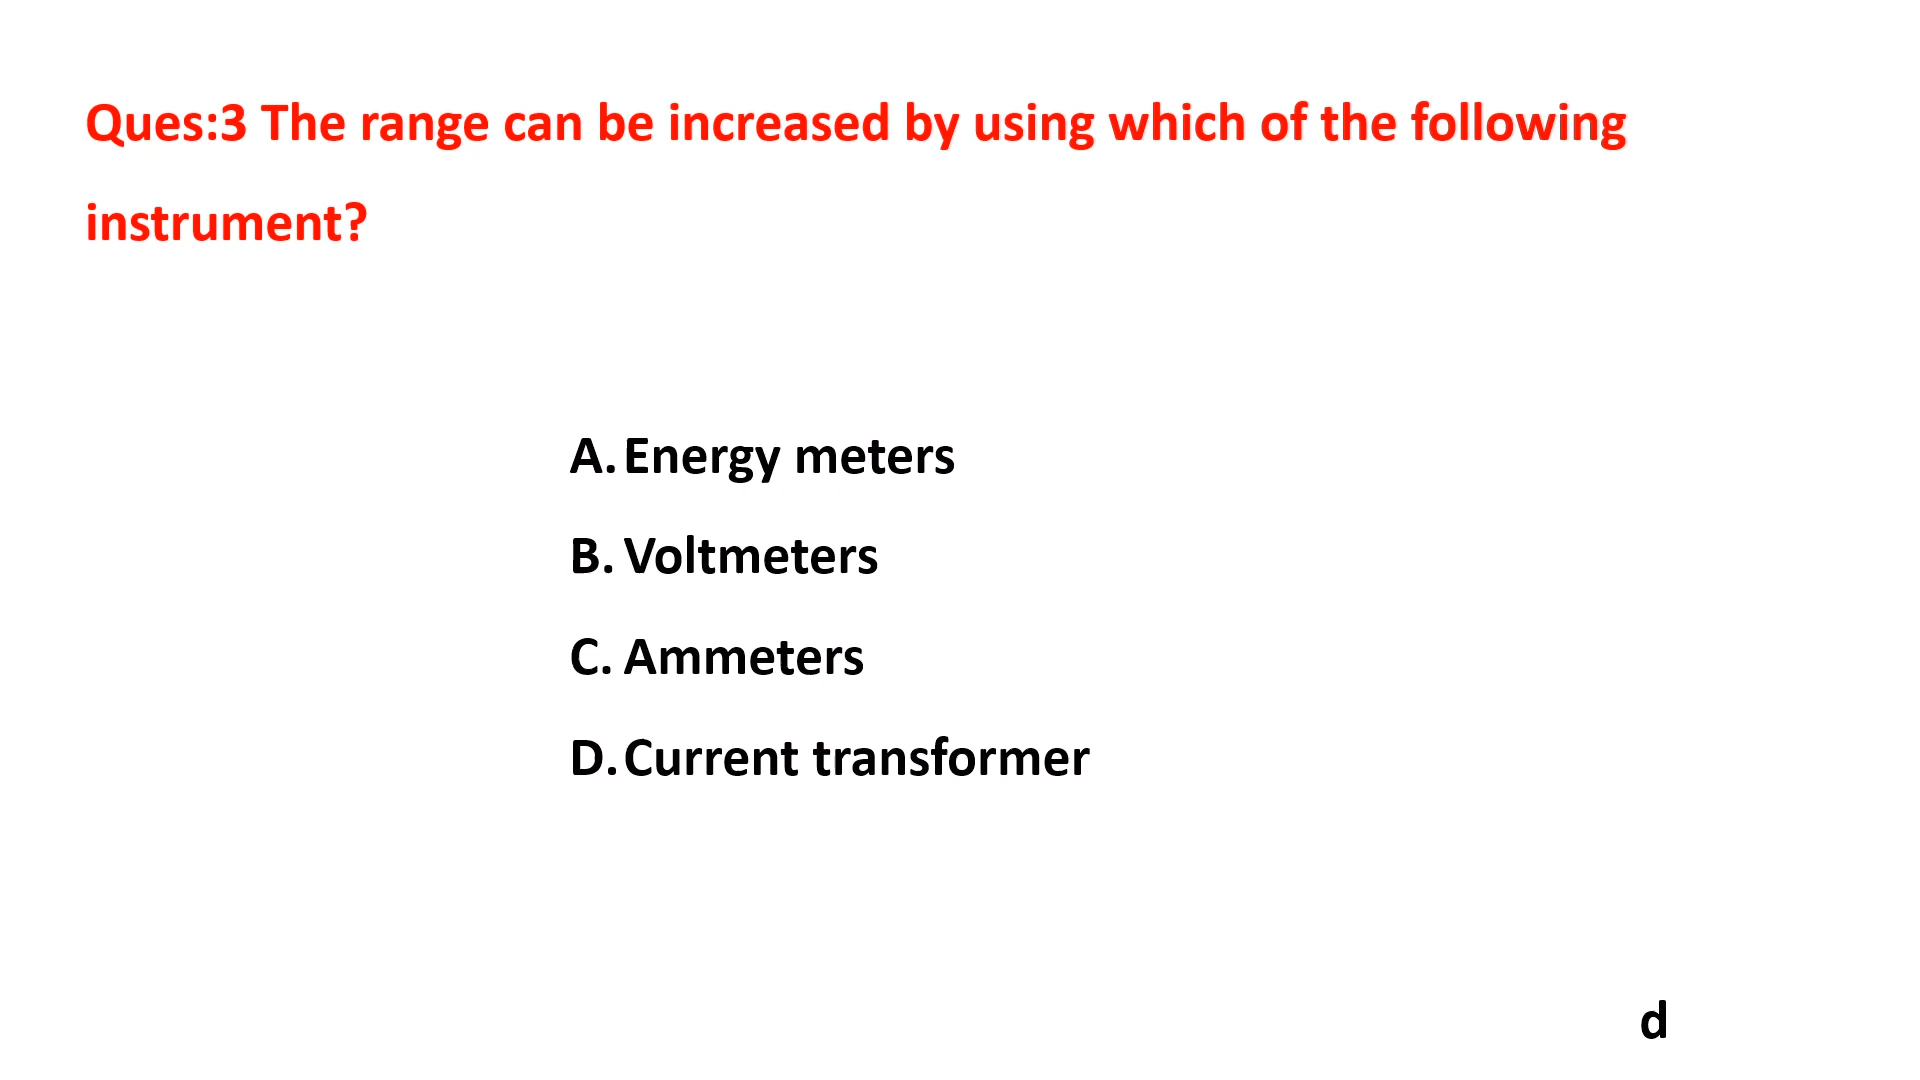 Ques:3 The range can be increased by using which of the following
instrument?
A. Energy meters
B. Voltmeters
C. Ammeters
D. Current transformer
d